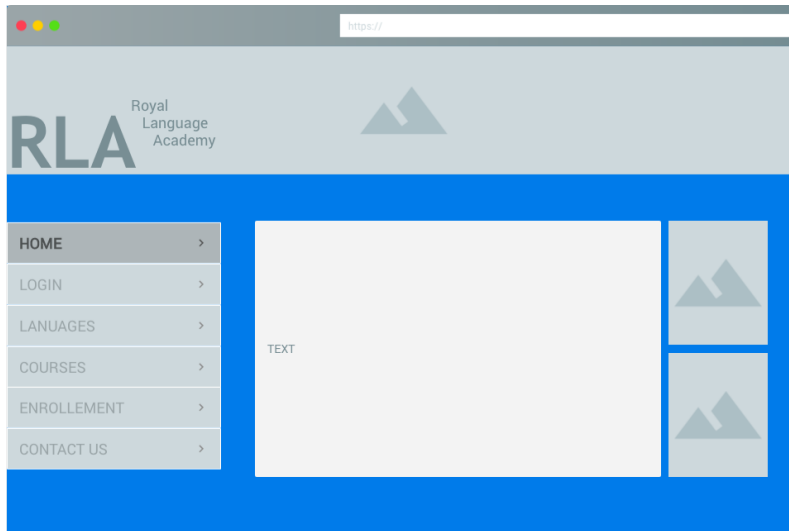 https://
Royal
Language
Academy
RLA
HOME
LOGIN
LANUAGES
COURSES
ENROLLEMENT
CONTACT US
TEXT